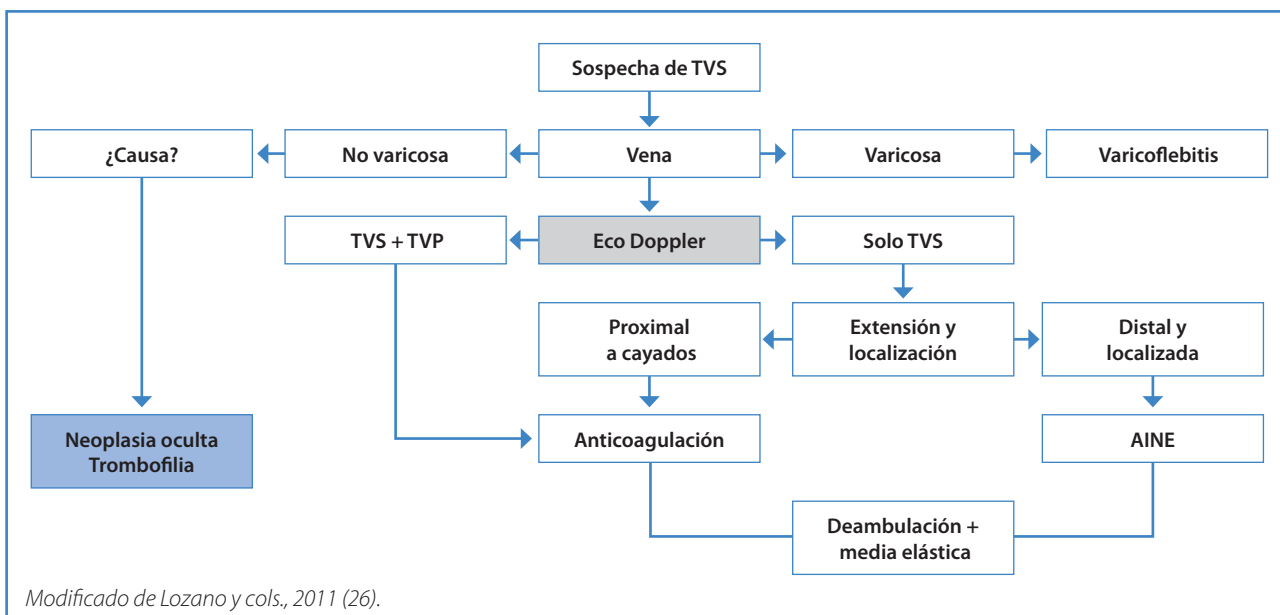 Sospecha de TVS
¿Causa?
No varicosa
Vena
Varicosa
Varicoflebitis
TVS + TVP
Eco Doppler
Solo TVS
Proximal
a cayados
Extensión y
localización
Distal y
localizada
Neoplasia oculta
Trombofilia
Anticoagulación
AINE
Deambulación +
media elástica
Modificado de Lozano y cols., 2011 (26).